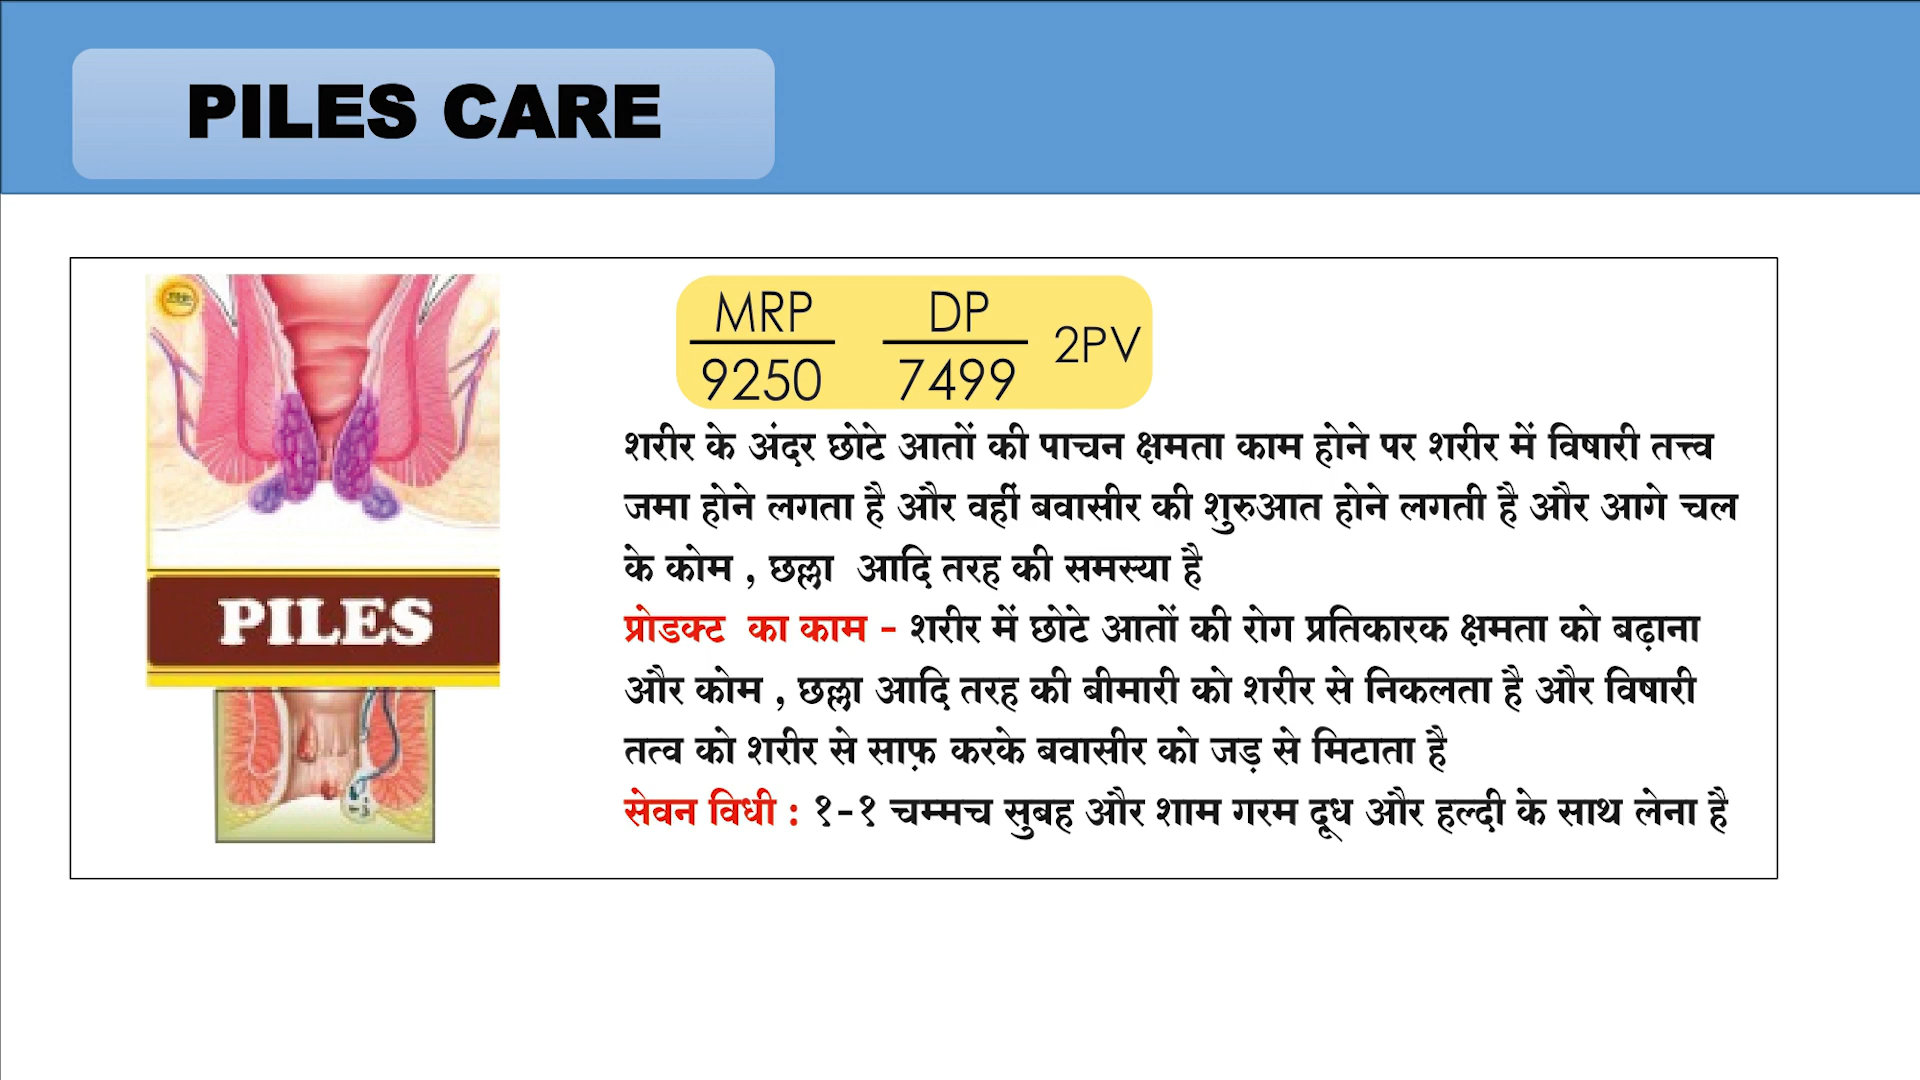 PILES CARE
MRP DP
9250 7499 2PV
शरीर के अंदर छोटे आतों की पाचन क्षमता काम होने पर शरीर में विषारी तत्त्व
जमा होने लगता है और वहीं बवासीर की शुरुआत होने लगती है और आगे चल
के कोम , छल्ला आदि तरह की समस्या है
प्रोडक्ट का काम - शरीर में छोटे आतों की रोग प्रतिकारक क्षमता को बढ़ाना
और कोम , छल्ला आदि तरह की बीमारी को शरीर से निकलता है और विषारी
तत्व को शरीर से साफ़ करके बवासीर को जड़ से मिटाता है
सेवन विधी : १-१ चम्मच सुबह और शाम गरम दूध और हल्दी के साथ लेना है
PILES